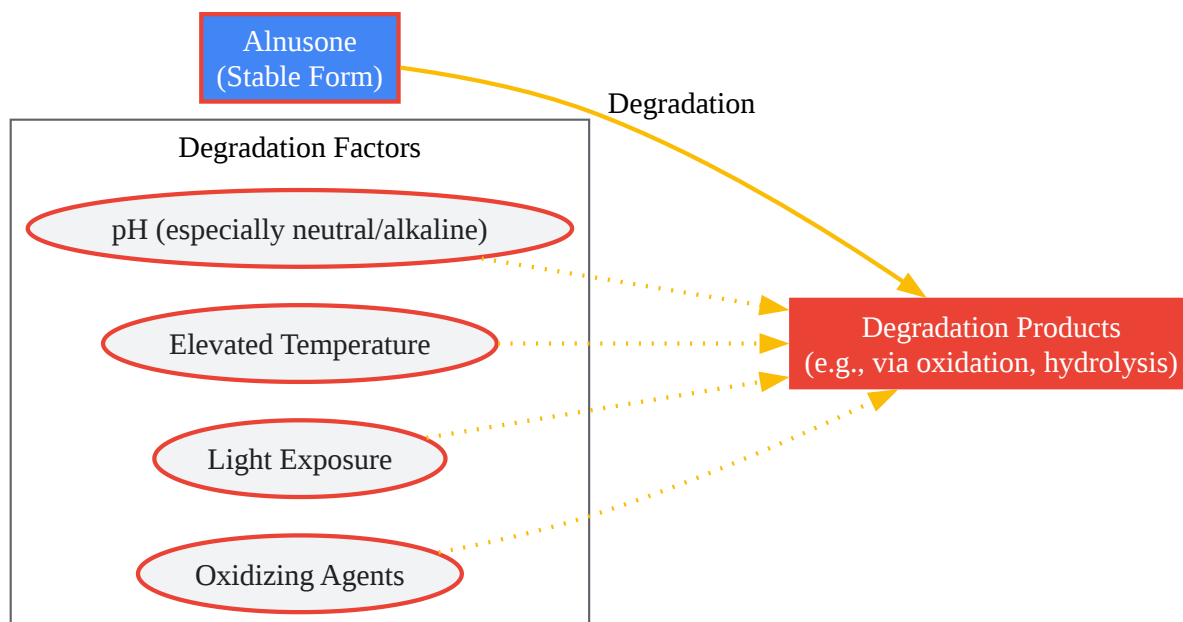 Alnusone
(Stable Form)
Degradation
Degradation Factors
pH (especially neutral/alkaline)
Elevated Temperature
Light Exposure
Oxidizing Agents
Degradation Products
(e.g., via oxidation, hydrolysis)